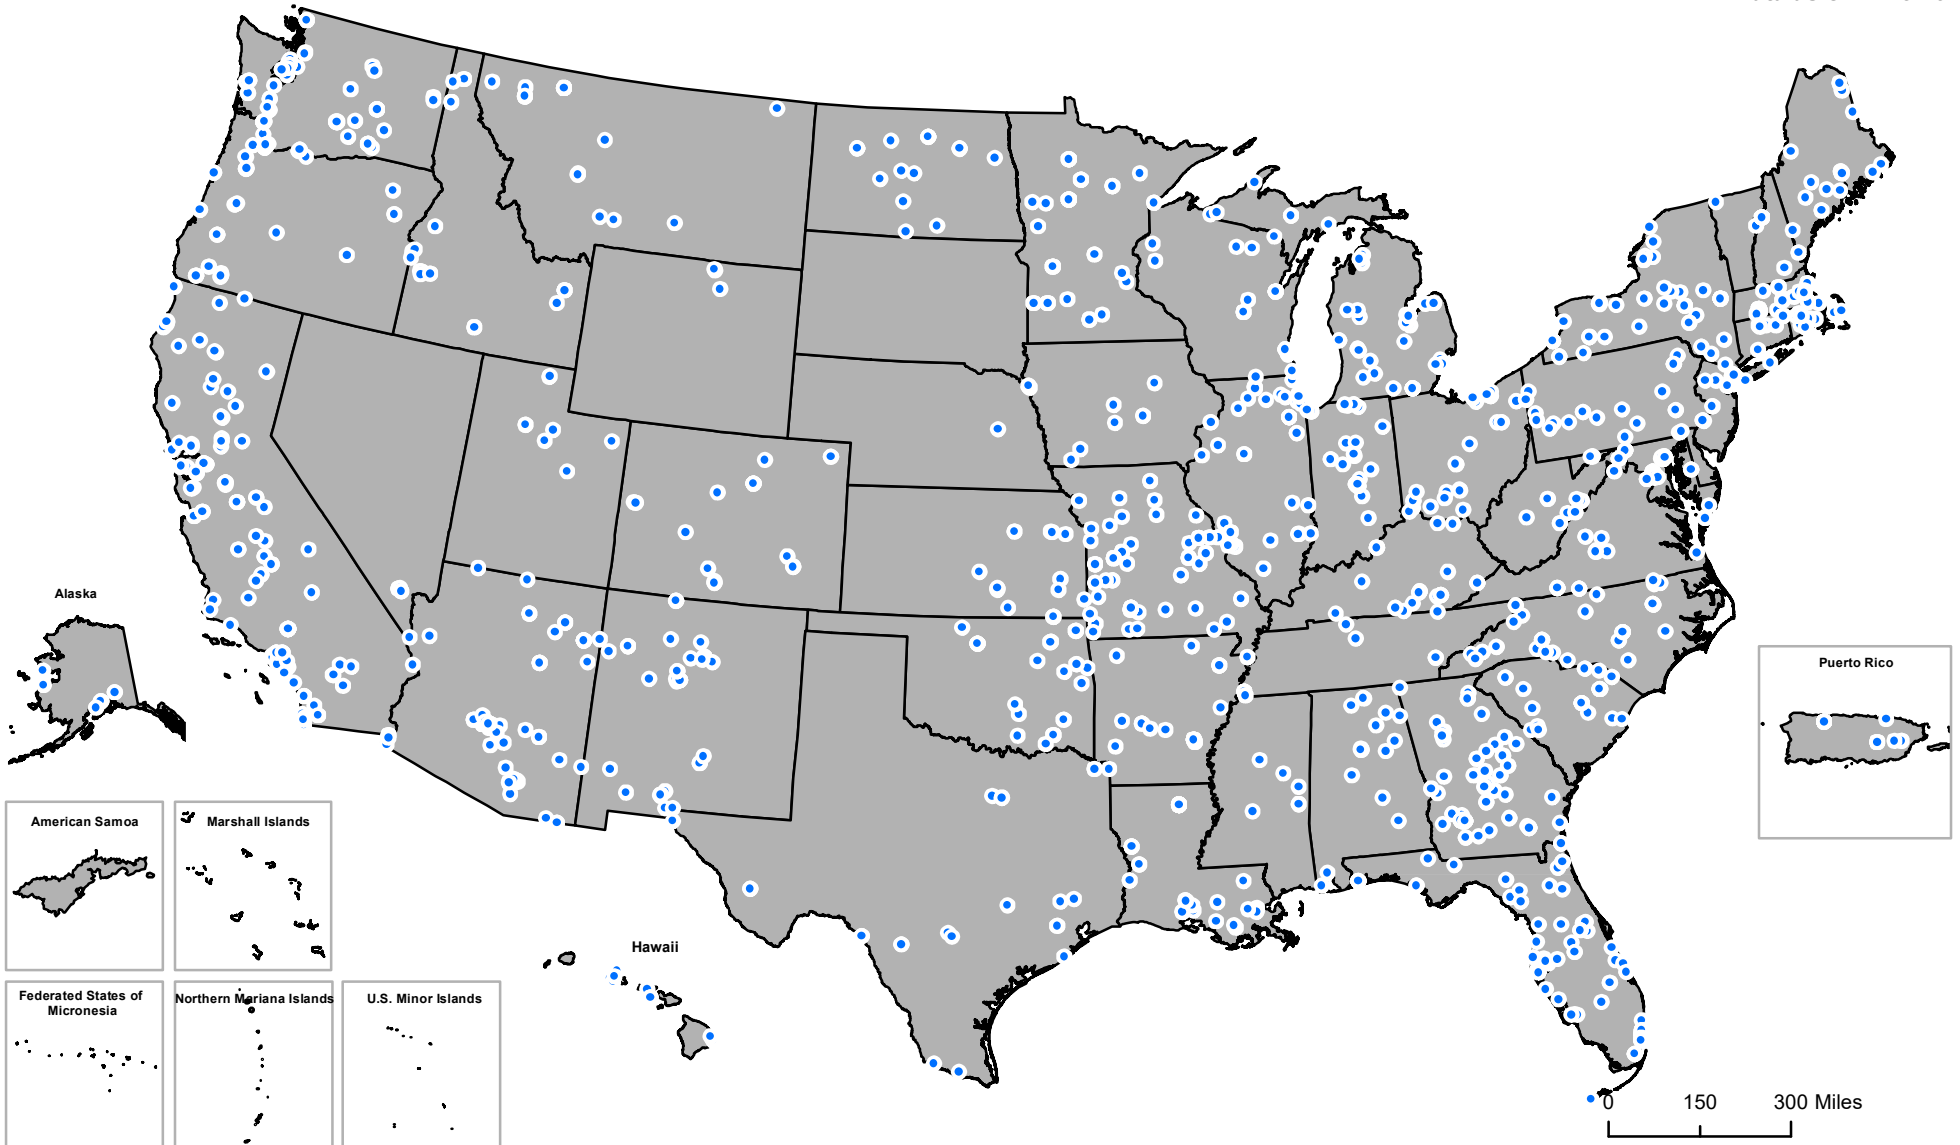 Alaska
Puerto Rico
American Samoa
Marshall Islands
Hawaii
Federated States of
Micronesia
Northern Mariana Islands
U.S. Minor Islands
0 150 300 Miles